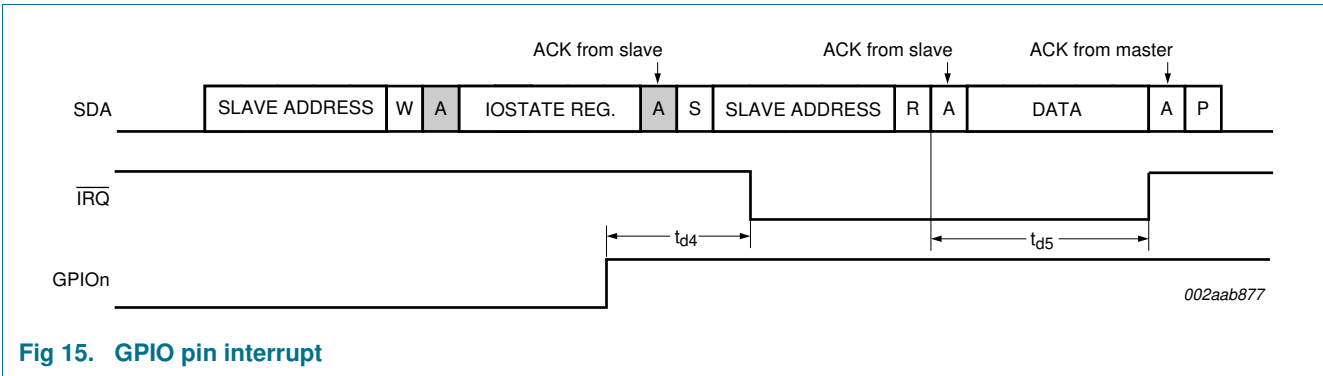 ACK from slave ACK from slave ACK from master
SDA SLAVE ADDRESS W A IOSTATE REG. A S SLAVE ADDRESS R A DATA A P
IRQ
td4 td5
GPIOn
002aab877
Fig 15. GPIO pin interrupt